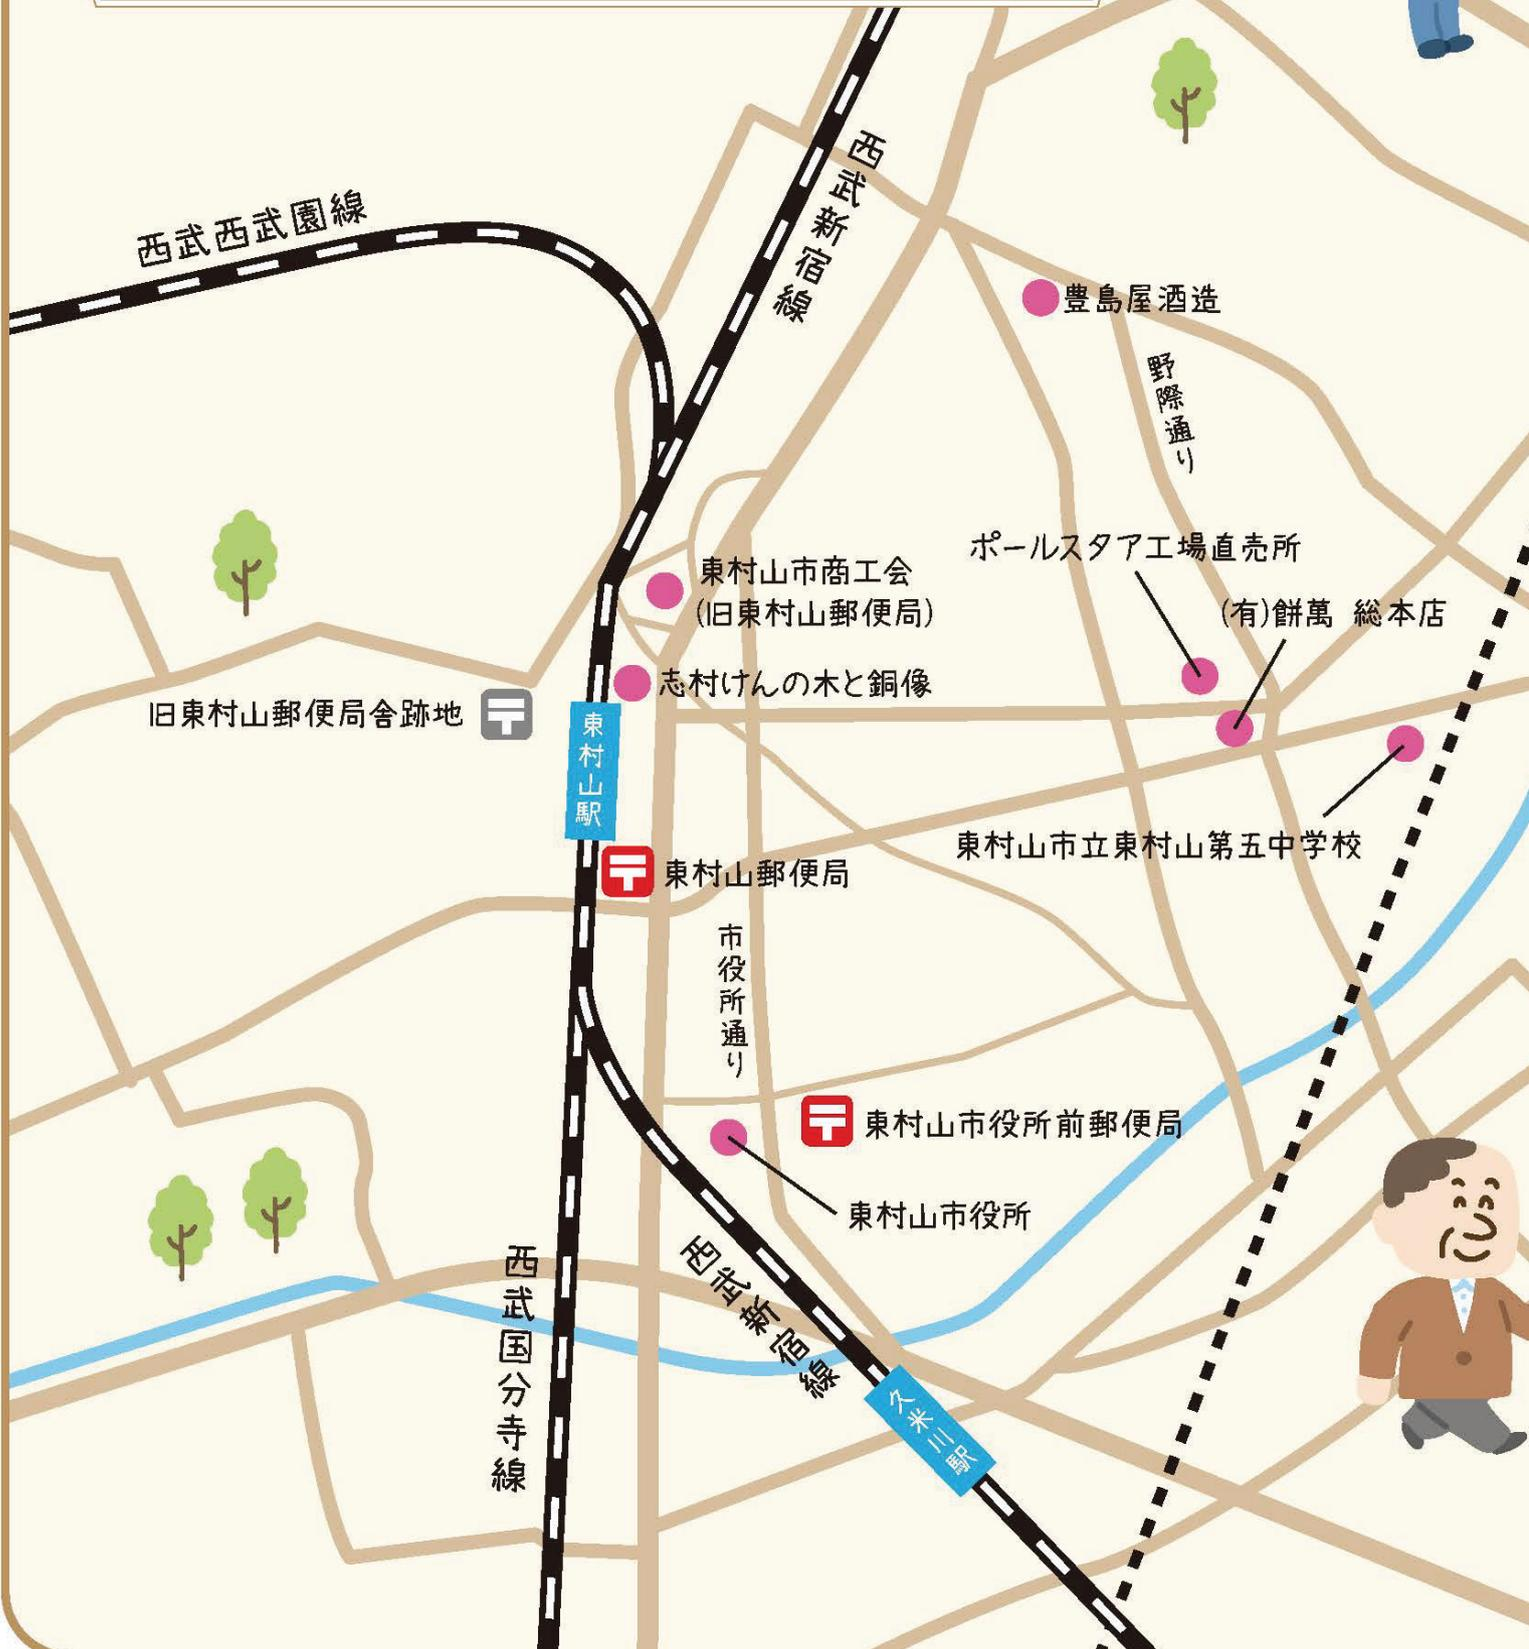 西武新宿線
西武西武園線
豊島屋酒造
野際通り
ポールスタア工場直売所
東村山市商工会
(旧東村山郵便局)
(有)餅萬 総本店
志村けんの木と銅像
旧東村山郵便局舎跡地
東村山駅
東村山市立東村山第五中学校
東村山郵便局
市役所通り
東村山市役所前郵便局
東村山市役所
西武新宿線
西武国分寺線
久米川駅